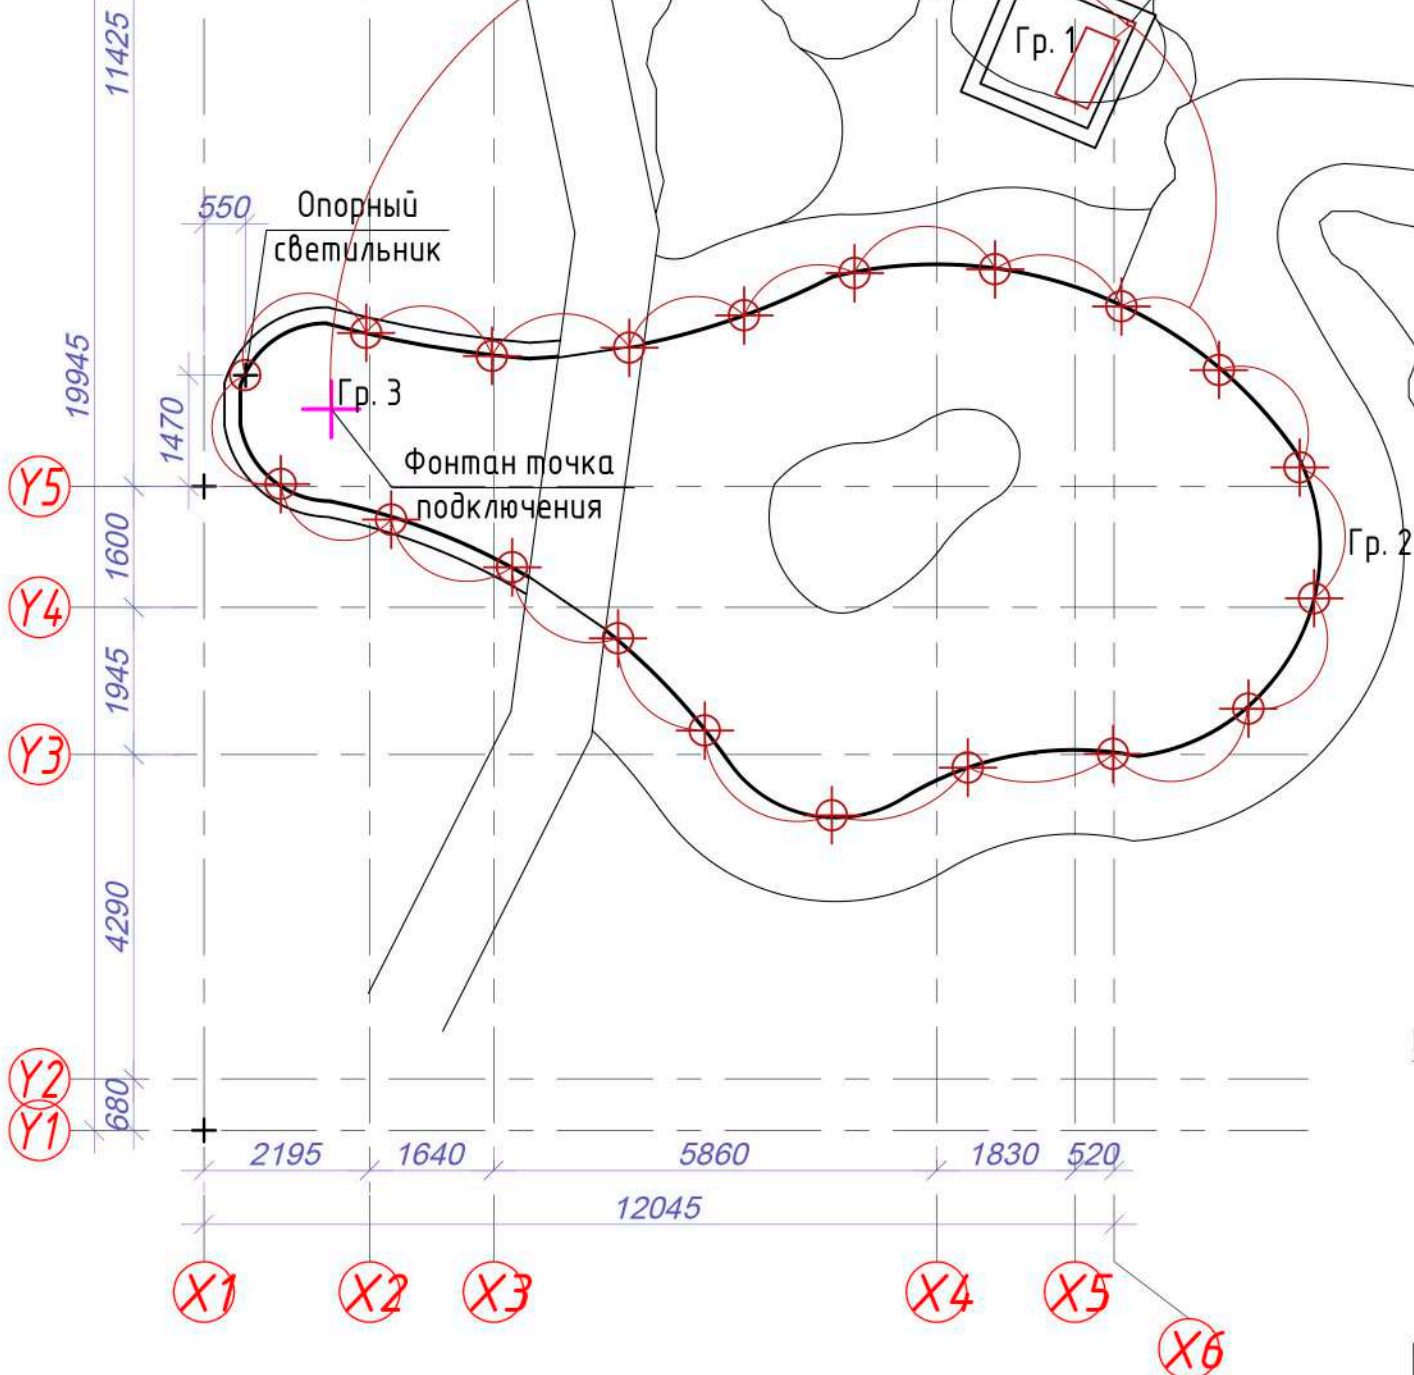 11425
Гр. 1
550
Опорный
светильник
19945
1470
Гр. 3
Фонтан точка
подключения
Y5
1600
Гр. 2
Y4
1945
Y3
4290
Y2
680
Y1
2195 1640 5860 1830 520
12045
X1 X2 X3 X4 X5
X6